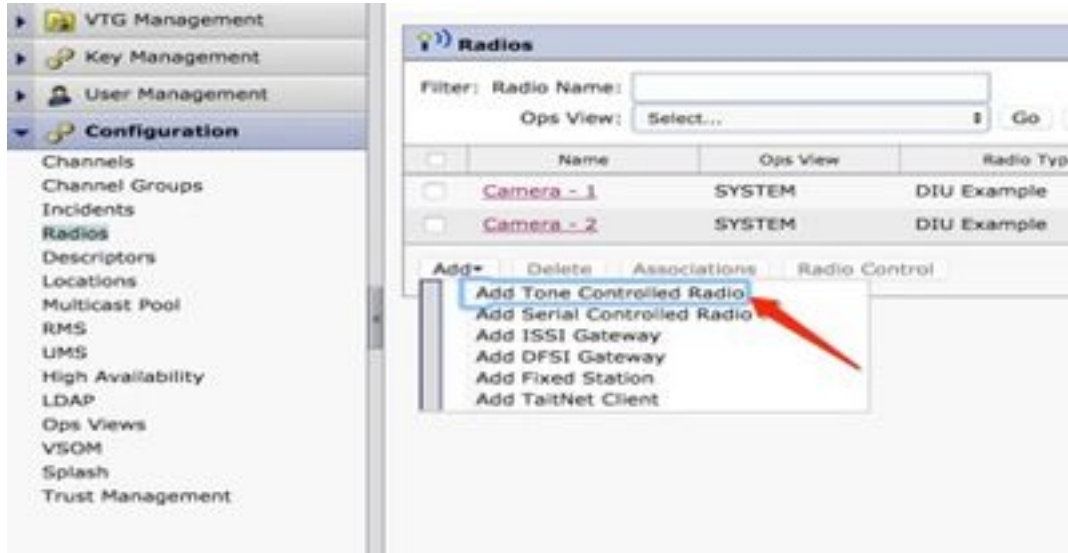 VTG Management
Key Management
User Management
Configuration
Channels
Channel Groups
Incidents
Radios
Descriptors
Locations
Multicast Pool
RMS
UMS
High Availability
LDAP
Ops Views
VSOM
Splash
Trust Management
Radios
Filter: Radio Name:
Ops View: Select... Go
Name Ops View Radio Typ
Camera - 1 SYSTEM DIU Example
Camera - 2 SYSTEM DIU Example
Add Delete Associations Radio Control
Add Tone Controlled Radio
Add Serial Controlled Radio
Add ISSI Gateway
Add DFSI Gateway
Add Fixed Station
Add TaitNet Client